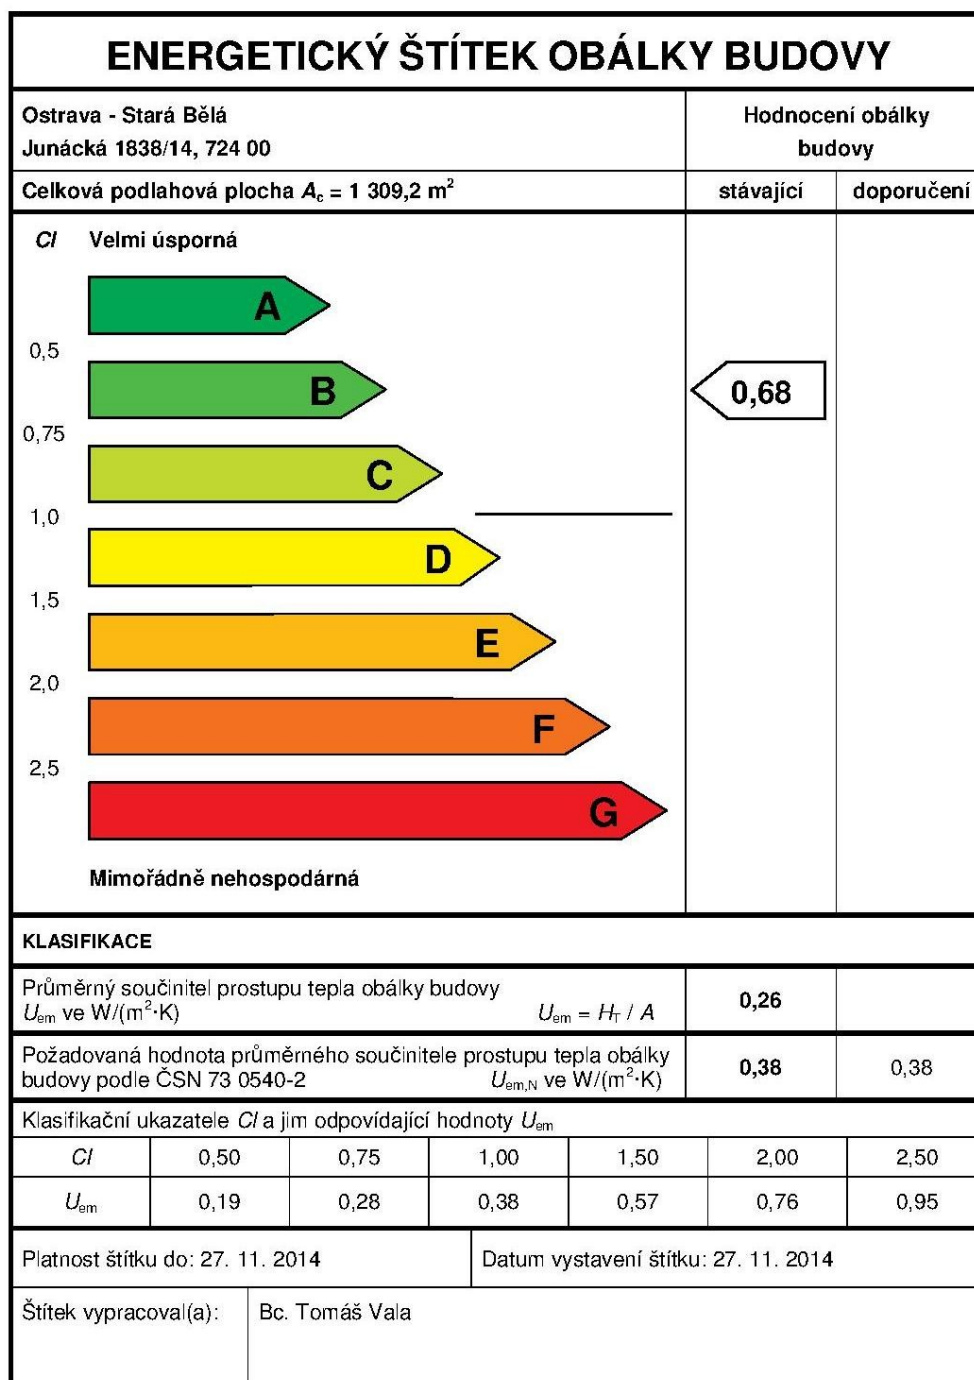 ENERGETICKÝ ŠTÍTEK OBÁLKY BUDOVY
Ostrava - Stará Bělá
Junácká 1838/14, 724 00
Hodnocení obálky
budovy
Celková podlahová plocha Ac = 1 309,2 m²
stávající
doporučení
CI Velmi úsporná
A
0,5
B
0,68
0,75
C
1,0
D
1,5
E
2,0
F
2,5
G
Mimořádně nehospodárná
KLASIFIKACE
Průměrný součinitel prostupu tepla obálky budovy
Uem ve W/(m²·K) Uem = HT / A
0,26
Požadovaná hodnota průměrného součinitele prostupu tepla obálky
budovy podle ČSN 73 0540-2 Uem,N ve W/(m²·K)
0,38 0,38
Klasifikační ukazatele CI a jim odpovídající hodnoty Uem
CI 0,50 0,75 1,00 1,50 2,00 2,50
Uem 0,19 0,28 0,38 0,57 0,76 0,95
Platnost štítku do: 27. 11. 2014 Datum vystavení štítku: 27. 11. 2014
Štítek vypracoval(a): Bc. Tomáš Vala